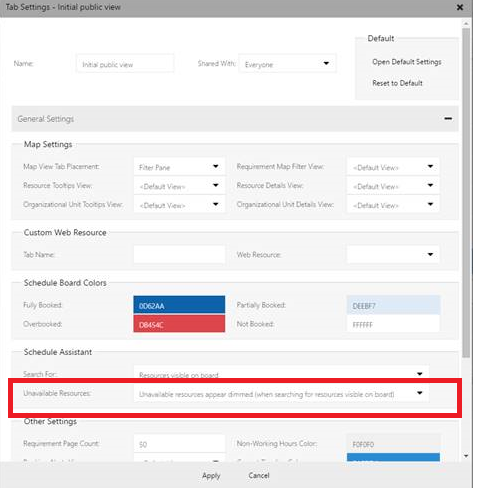 Tab Settings - Initial public view
Default
Name: Initial public view Shared With: Everyone Open Default Settings
Reset to Default
General Settings
Map Settings
Map View Tab Placement: Filter Pane Requirement Map Filter View: <Default View>
Resource Tooltips View: <Default View> Resource Details View: <Default View>
Organizational Unit Tooltips View: <Default View> Organizational Unit Details View: <Default View>
Custom Web Resource
Tab Name: Web Resource:
Schedule Board Colors
Fully Booked: 0D62AA Partially Booked: DEEBF7
Overbooked: D8454C Not Booked: FFFFFF
Schedule Assistant
Search For: Resources visible on board
Unavailable Resources: Unavailable resources appear dimmed (when searching for resources visible on board)
Other Settings
Requirement Page Count: 50 Non-Working Hours Color: F0F0F0
Apply Cancel